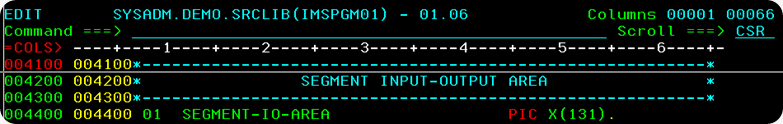 EDIT       SYSADM.DEMO.SRCLIB(IMSPGM01) - 01.06                  Columns 00001 00066
Command ===>                                                  Scroll ===> CSR
=COLS> ----+----1----+----2----+----3----+----4----+----5----+----6----+-
004100 004100*---------------------------------------------------------------*
004200 004200*                  SEGMENT INPUT-OUTPUT AREA                    *
004300 004300*---------------------------------------------------------------*
004400 004400 01  SEGMENT-IO-AREA                      PIC X(131).